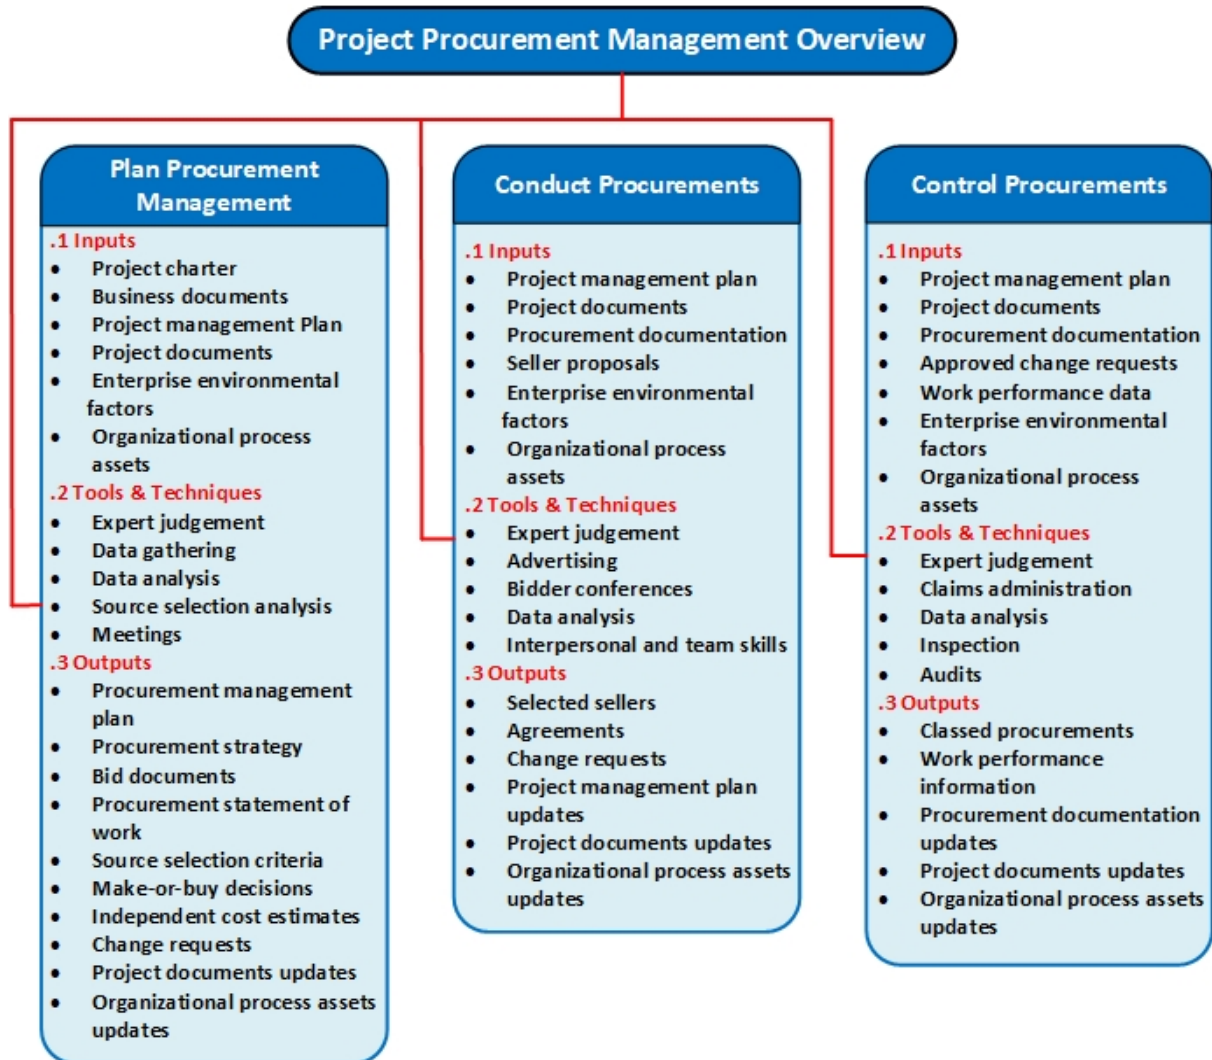 Project Procurement Management Overview
Plan Procurement
Management
.1 Inputs
• Project charter
• Business documents
• Project management Plan
• Project documents
• Enterprise environmental
factors
• Organizational process
assets
.2 Tools & Techniques
• Expert judgement
• Data gathering
• Data analysis
• Source selection analysis
• Meetings
.3 Outputs
• Procurement management
plan
• Procurement strategy
• Bid documents
• Procurement statement of
work
• Source selection criteria
• Make-or-buy decisions
• Independent cost estimates
• Change requests
• Project documents updates
• Organizational process assets
updates
Conduct Procurements
.1 Inputs
• Project management plan
• Project documents
• Procurement documentation
• Seller proposals
• Enterprise environmental
factors
• Organizational process
assets
.2 Tools & Techniques
• Expert judgement
• Advertising
• Bidder conferences
• Data analysis
• Interpersonal and team skills
.3 Outputs
• Selected sellers
• Agreements
• Change requests
• Project management plan
updates
• Project documents updates
• Organizational process assets
updates
Control Procurements
.1 Inputs
• Project management plan
• Project documents
• Procurement documentation
• Approved change requests
• Work performance data
• Enterprise environmental
factors
• Organizational process
assets
.2 Tools & Techniques
• Expert judgement
• Claims administration
• Data analysis
• Inspection
• Audits
.3 Outputs
• Classed procurements
• Work performance
information
• Procurement documentation
updates
• Project documents updates
• Organizational process assets
updates